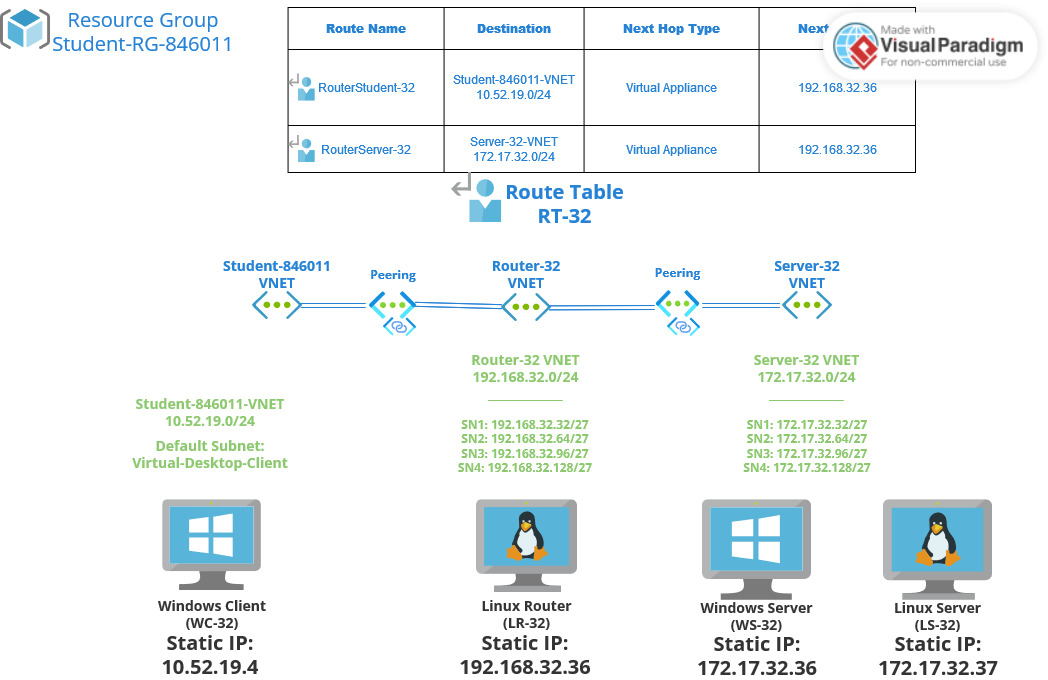 Resource Group
Student-RG-846011
Route Name
Destination
Next Hop Type
Next
Made with
Visual Paradigm
For non-commercial use
RouterStudent-32
Student-846011-VNET
10.52.19.0/24
Virtual Appliance
192.168.32.36
RouterServer-32
Server-32-VNET
172.17.32.0/24
Virtual Appliance
192.168.32.36
Route Table
RT-32
Student-846011
VNET
Peering
Router-32
VNET
Peering
Server-32
VNET
Student-846011-VNET
10.52.19.0/24
Default Subnet:
Virtual-Desktop-Client
Router-32 VNET
192.168.32.0/24
SN1: 192.168.32.32/27
SN2: 192.168.32.64/27
SN3: 192.168.32.96/27
SN4: 192.168.32.128/27
Server-32 VNET
172.17.32.0/24
SN1: 172.17.32.32/27
SN2: 172.17.32.64/27
SN3: 172.17.32.96/27
SN4: 172.17.32.128/27
Windows Client
(WC-32)
Static IP:
10.52.19.4
Linux Router
(LR-32)
Static IP:
192.168.32.36
Windows Server
(WS-32)
Static IP:
172.17.32.36
Linux Server
(LS-32)
Static IP:
172.17.32.37